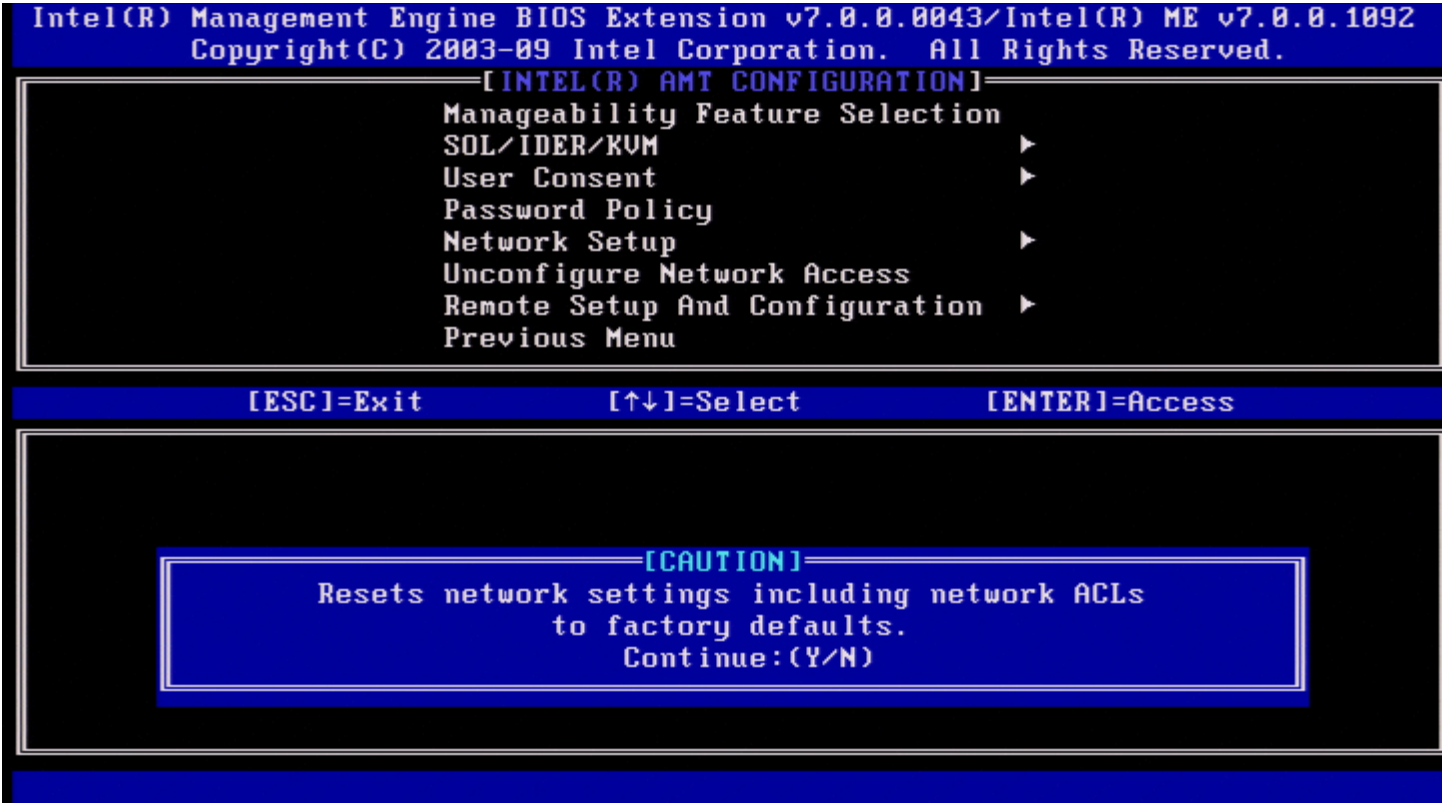 Intel(R) Management Engine BIOS Extension v7.0.0.0043/Intel(R) ME v7.0.0.1092
Copyright(C) 2003-09 Intel Corporation.  All Rights Reserved.
[INTEL(R) AMT CONFIGURATION]
Manageability Feature Selection
SOL/IDER/KVM ►
User Consent ►
Password Policy
Network Setup ►
Unconfigure Network Access
Remote Setup And Configuration ►
Previous Menu
[ESC]=Exit [↑↓]=Select [ENTER]=Access
[CAUTION]
Resets network settings including network ACLs
to factory defaults.
Continue:(Y/N)